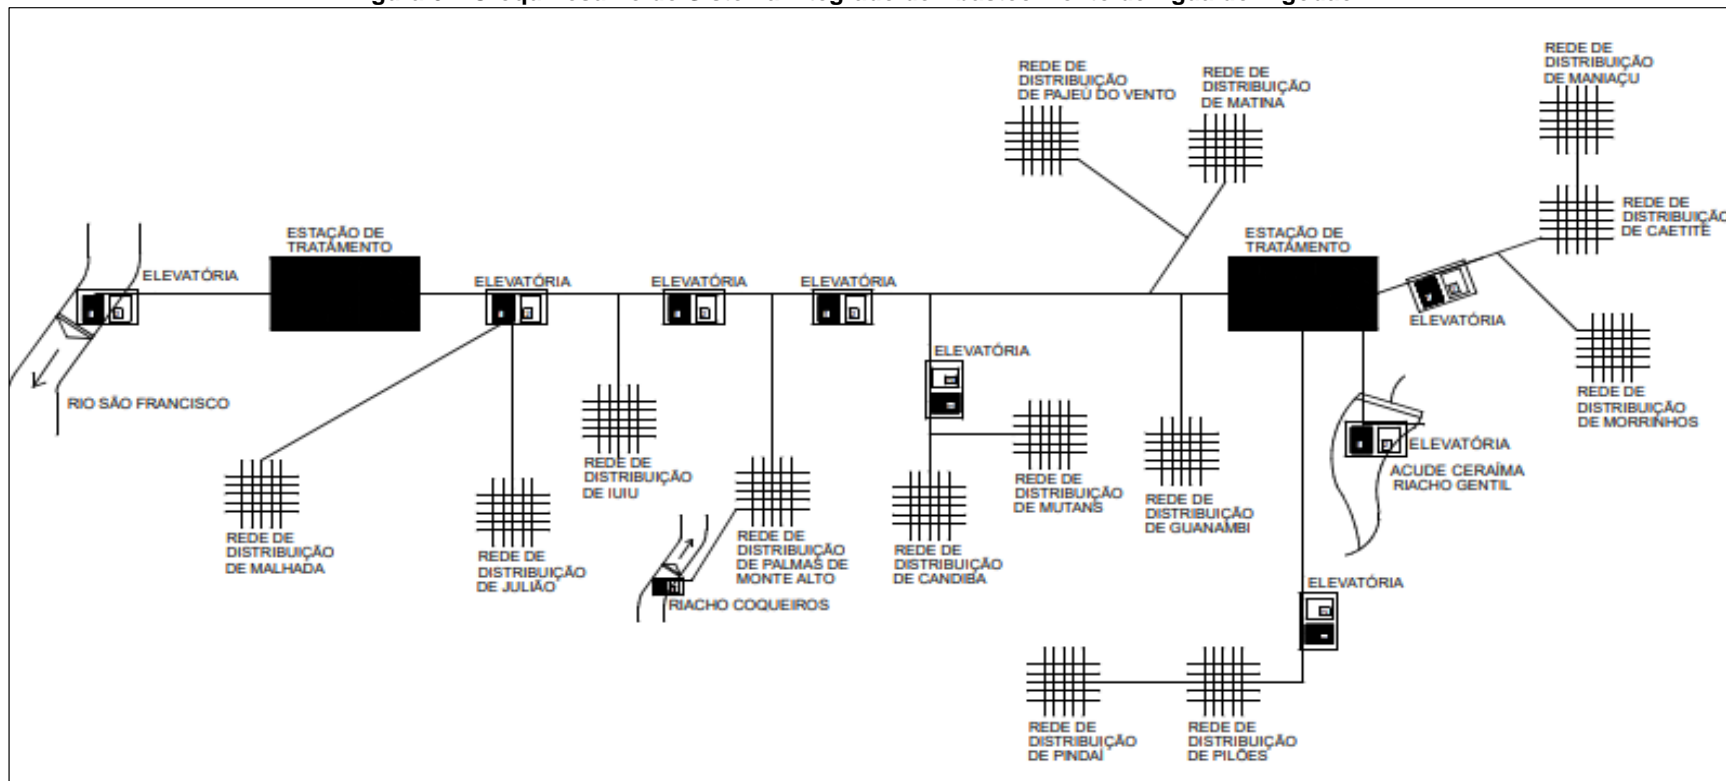 REDE DE
DISTRIBUIÇÃO
DE PAJEÚ DO VENTO
REDE DE
DISTRIBUIÇÃO
DE MATINA
REDE DE
DISTRIBUIÇÃO
DE MANIAÇU
ESTAÇÃO DE
TRATAMENTO
ESTAÇÃO DE
TRATAMENTO
REDE DE
DISTRIBUIÇÃO
DE CAETITÉ
ELEVATÓRIA
ELEVATÓRIA
ELEVATÓRIA
ELEVATÓRIA
ELEVATÓRIA
ELEVATÓRIA
RIO SÃO FRANCISCO
REDE DE
DISTRIBUIÇÃO
DE MORRINHOS
ELEVATÓRIA
ACUDE CERAÍMA
RIACHO GENTIL
REDE DE
DISTRIBUIÇÃO
DE IUIU
REDE DE
DISTRIBUIÇÃO
DE MUTANS
REDE DE
DISTRIBUIÇÃO
DE GUANAMBI
REDE DE
DISTRIBUIÇÃO
DE MALHADA
REDE DE
DISTRIBUIÇÃO
DE JULIÃO
REDE DE
DISTRIBUIÇÃO
DE PALMAS DE
MONTE ALTO
REDE DE
DISTRIBUIÇÃO
DE CANDIBA
RIACHO COQUEIROS
ELEVATÓRIA
REDE DE
DISTRIBUIÇÃO
DE PINDAÍ
REDE DE
DISTRIBUIÇÃO
DE PILÕES